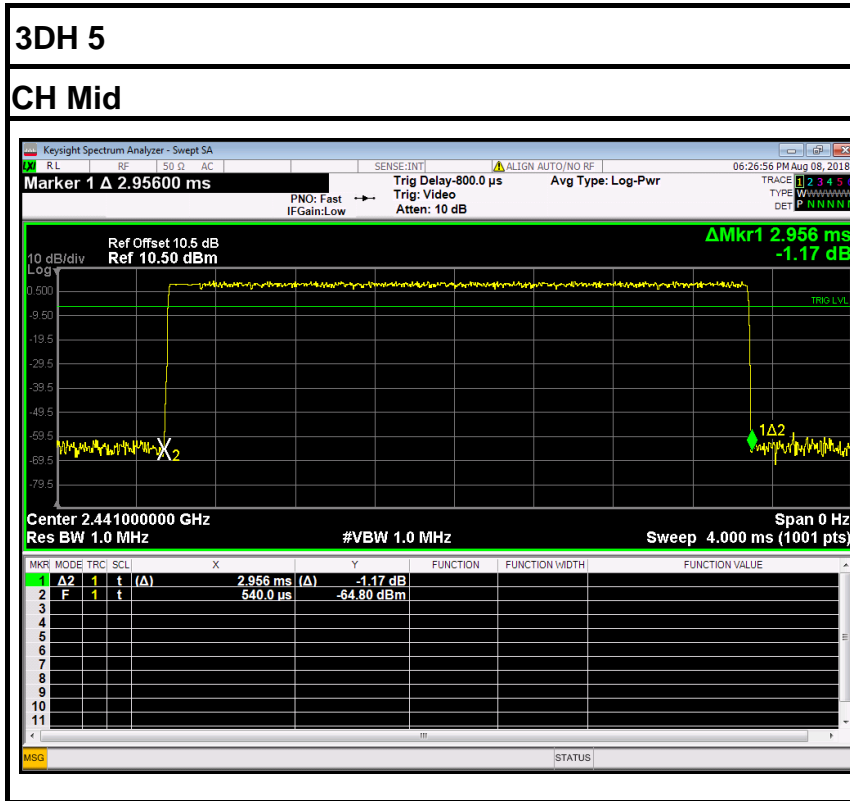 3DH 5
CH Mid
Keysight Spectrum Analyzer - Swept SA
LXI RL RF 50 Ω AC SENSE:INT ALIGN AUTO/NO RF 06:26:56 PM Aug 08, 2018
Marker 1 Δ 2.95600 ms
PNO: Fast
IFGain:Low
Trig Delay-800.0 µs
Trig: Video
Atten: 10 dB
Avg Type: Log-Pwr
TRACE 1 2 3 4 5
TYPE WWWWWW
DET P N N N N
ΔMkr1 2.956 ms
-1.17 dB
Ref Offset 10.5 dB
10 dB/div Ref 10.50 dBm
Log
0.500
TRIG LVL
-9.50
-19.5
-29.5
-39.5
-49.5
-59.5
1Δ2
X2
-69.5
-79.5
Center 2.441000000 GHz Span 0 Hz
Res BW 1.0 MHz #VBW 1.0 MHz Sweep 4.000 ms (1001 pts)
MKR MODE TRC SCL X Y FUNCTION FUNCTION WIDTH FUNCTION VALUE
1 Δ2 1 t (Δ) 2.956 ms (Δ) -1.17 dB
2 F 1 t 540.0 µs -64.80 dBm
3
4
5
6
7
8
9
10
11
MSG STATUS